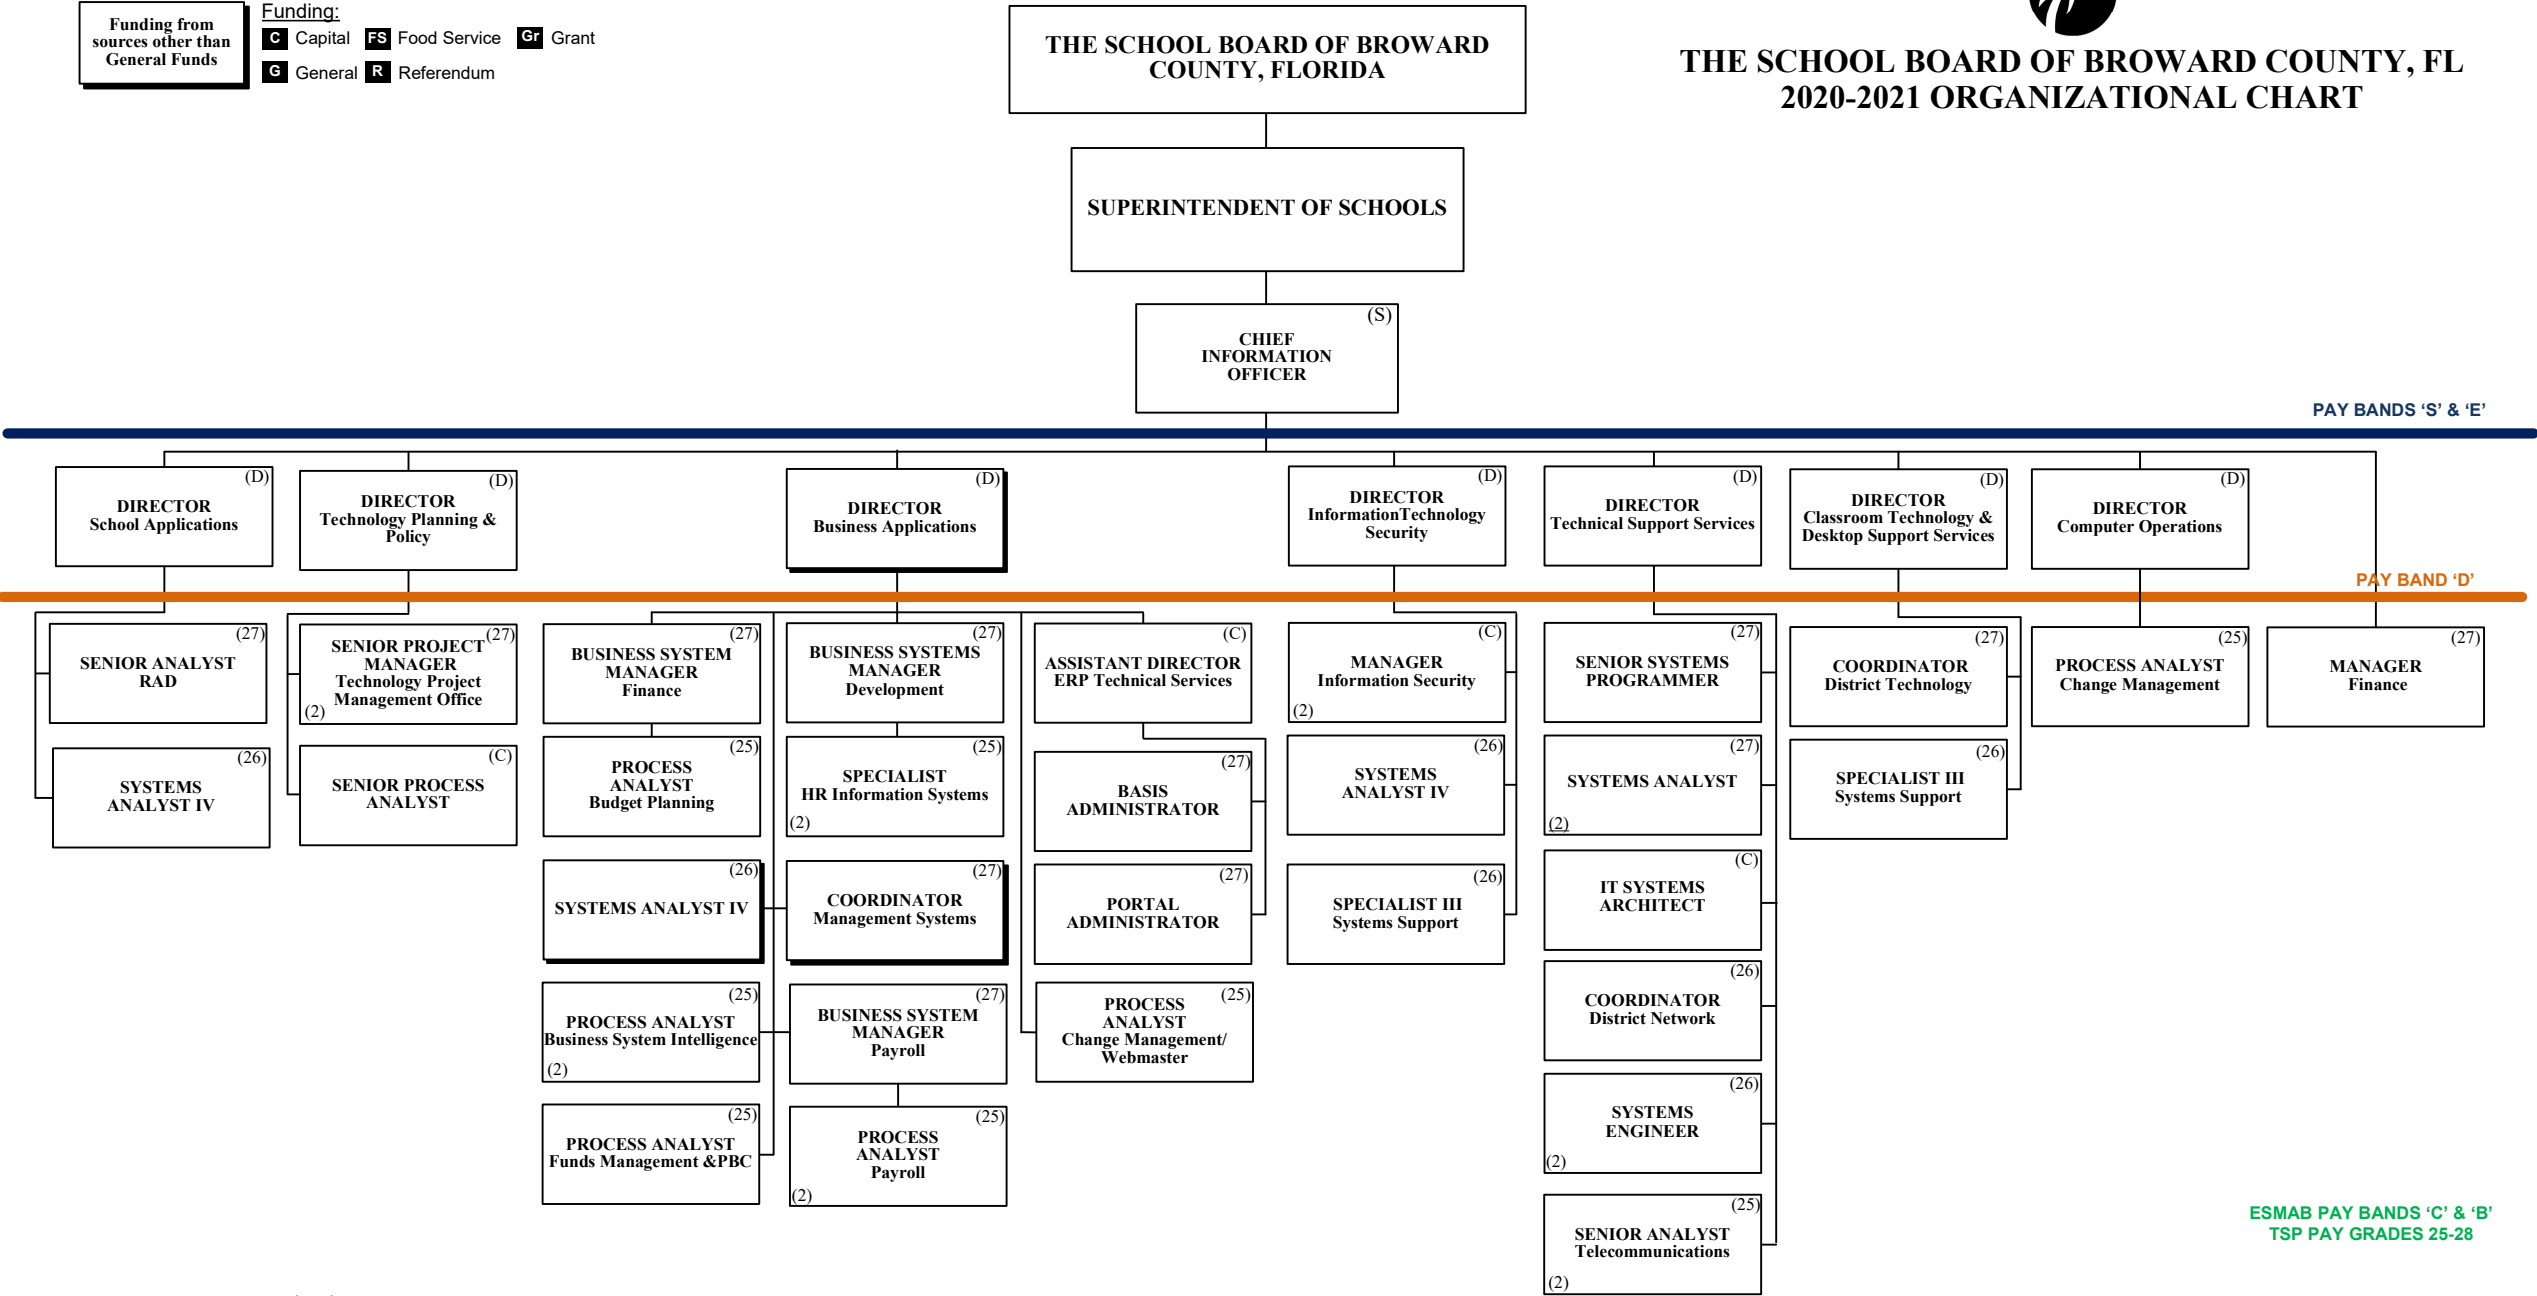 Funding from
sources other than
General Funds
Funding:
C Capital FS Food Service Gr Grant
G General R Referendum
THE SCHOOL BOARD OF BROWARD
COUNTY, FLORIDA
THE SCHOOL BOARD OF BROWARD COUNTY, FL
2020-2021 ORGANIZATIONAL CHART
SUPERINTENDENT OF SCHOOLS
(S)
CHIEF
INFORMATION
OFFICER
PAY BANDS ‘S’ & ‘E’
(D)
DIRECTOR
School Applications
(D)
DIRECTOR
Technology Planning &
Policy
(D)
DIRECTOR
Business Applications
(D)
DIRECTOR
InformationTechnology
Security
(D)
DIRECTOR
Technical Support Services
(D)
DIRECTOR
Classroom Technology &
Desktop Support Services
(D)
DIRECTOR
Computer Operations
PAY BAND ‘D’
(27)
SENIOR ANALYST
RAD
(26)
SYSTEMS
ANALYST IV
(27)
SENIOR PROJECT
MANAGER
Technology Project
Management Office
(2)
(C)
SENIOR PROCESS
ANALYST
(27)
BUSINESS SYSTEM
MANAGER
Finance
(25)
PROCESS
ANALYST
Budget Planning
(26)
SYSTEMS ANALYST IV
(25)
PROCESS ANALYST
Business System Intelligence
(2)
(25)
PROCESS ANALYST
Funds Management &PBC
(27)
BUSINESS SYSTEMS
MANAGER
Development
(25)
SPECIALIST
HR Information Systems
(2)
(27)
COORDINATOR
Management Systems
(27)
BUSINESS SYSTEM
MANAGER
Payroll
(25)
PROCESS
ANALYST
Payroll
(2)
(C)
ASSISTANT DIRECTOR
ERP Technical Services
(27)
BASIS
ADMINISTRATOR
(27)
PORTAL
ADMINISTRATOR
(25)
PROCESS
ANALYST
Change Management/
Webmaster
(C)
MANAGER
Information Security
(2)
(26)
SYSTEMS
ANALYST IV
(26)
SPECIALIST III
Systems Support
(27)
SENIOR SYSTEMS
PROGRAMMER
(27)
SYSTEMS ANALYST
(2)
(C)
IT SYSTEMS
ARCHITECT
(26)
COORDINATOR
District Network
(26)
SYSTEMS
ENGINEER
(2)
(25)
SENIOR ANALYST
Telecommunications
(2)
(27)
COORDINATOR
District Technology
(26)
SPECIALIST III
Systems Support
(25)
PROCESS ANALYST
Change Management
(27)
MANAGER
Finance
ESMAB PAY BANDS ‘C’ & ‘B’
TSP PAY GRADES 25-28